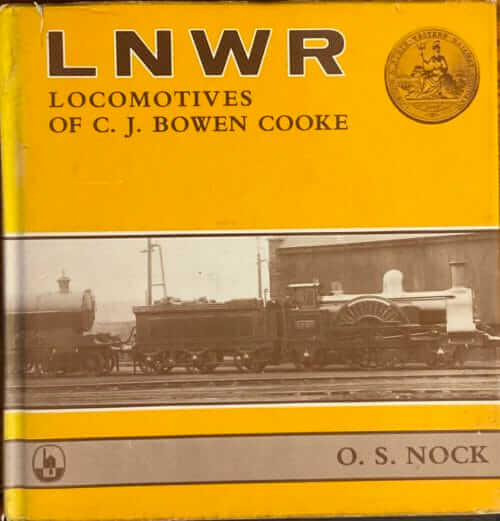 LNWR
LOCOMOTIVES
OF C. J. BOWEN COOKE
O. S. NOCK